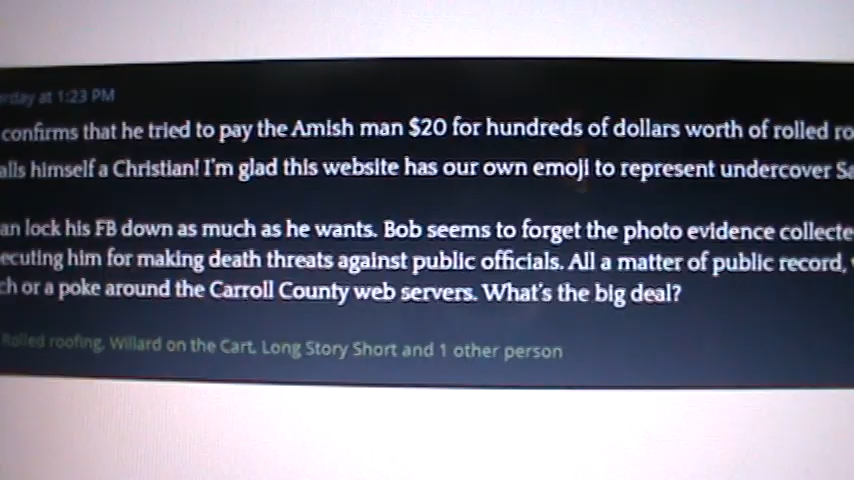 rday at 1:23 PM
confirms that he tried to pay the Amish man $20 for hundreds of dollars worth of rolled ro
alls himself a Christian! I'm glad this website has our own emoji to represent undercover Sa
an lock his FB down as much as he wants. Bob seems to forget the photo evidence collecte
ecuting him for making death threats against public officials. All a matter of public record,
ch or a poke around the Carroll County web servers. What's the big deal?
Rolled roofing, Willard on the Cart, Long Story Short and 1 other person